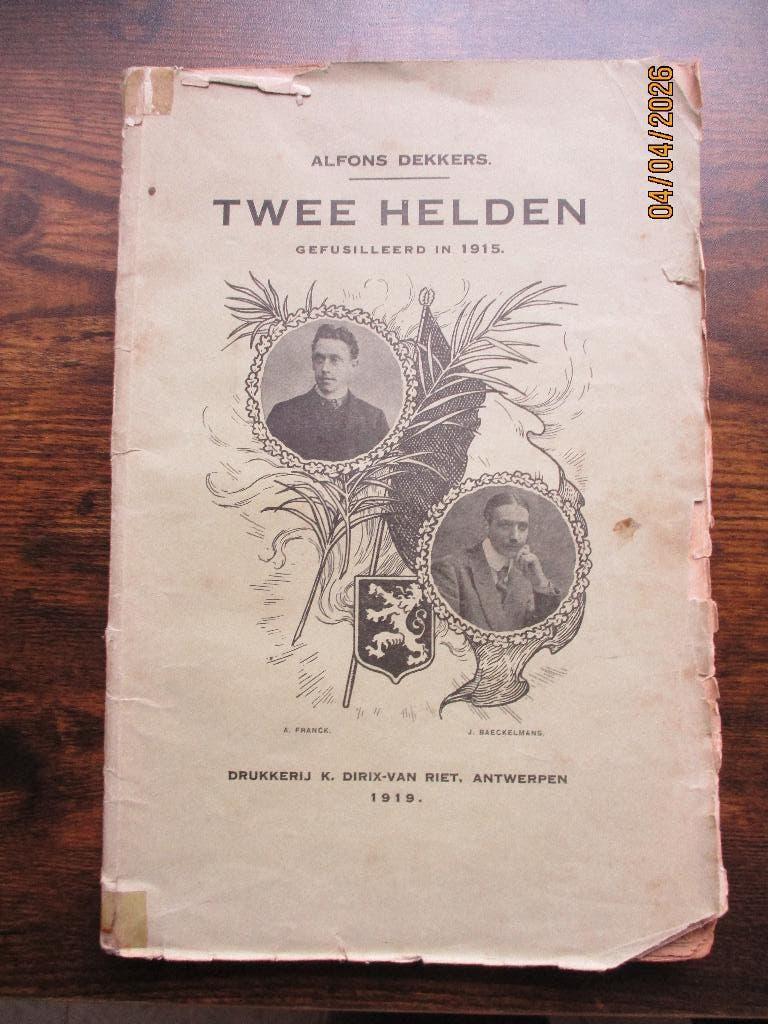 ALFONS DEKKERS.
TWEE HELDEN
GEFUSILLEERD IN 1915.
A. FRANCK.
J. BAECKELMANS.
DRUKKERIJ K. DIRIX-VAN RIET, ANTWERPEN
1919.
04/04/2026